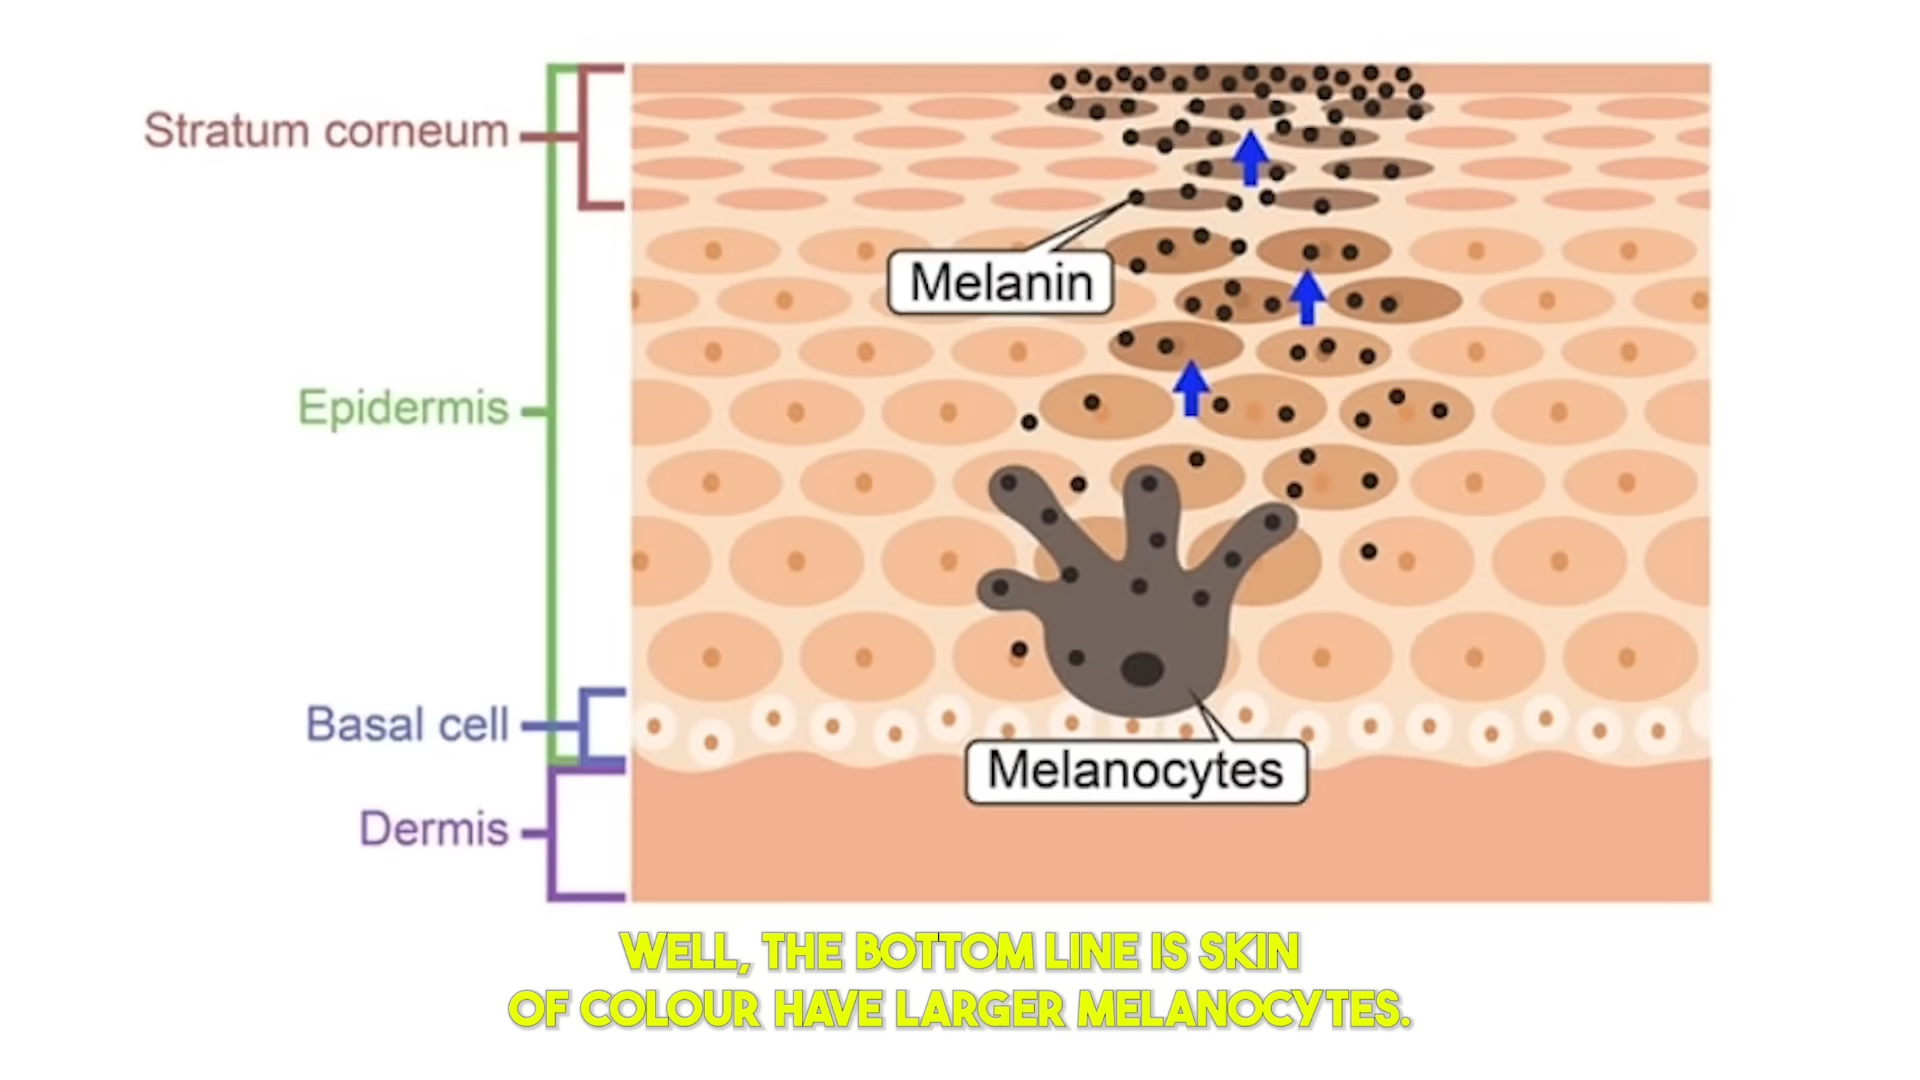 Stratum corneum
Melanin
Epidermis
Basal cell
Melanocytes
Dermis
WELL, THE BOTTOM LINE IS SKIN
OF COLOUR HAVE LARGER MELANOCYTES.